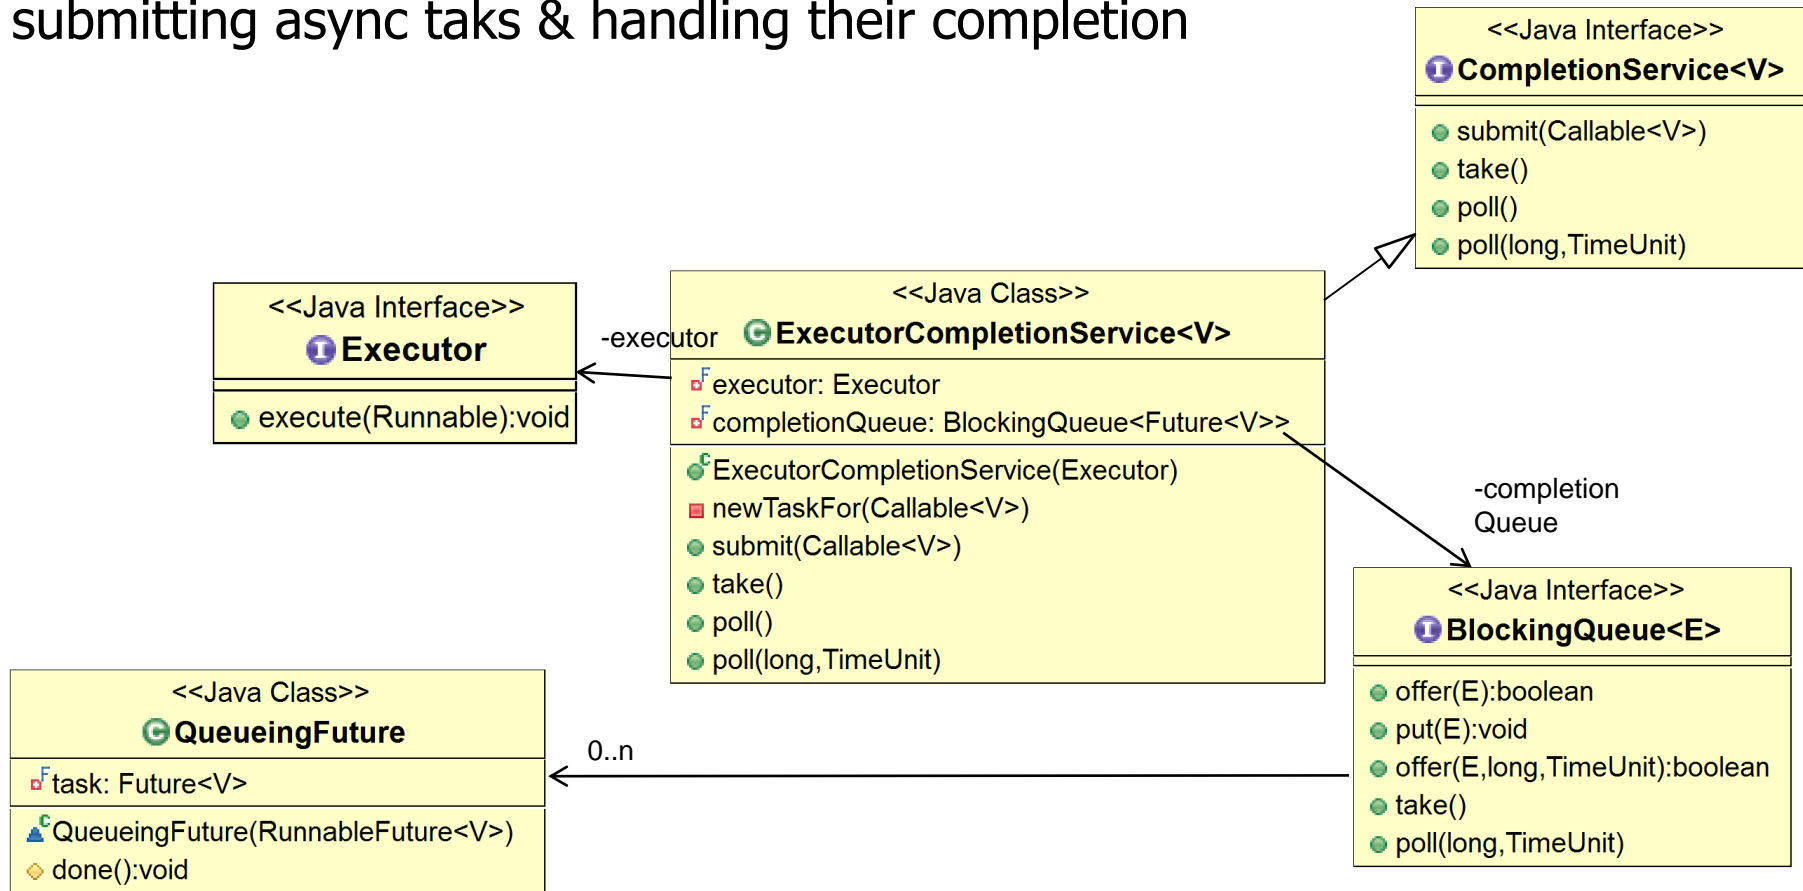 submitting async taks & handling their completion
<<Java Interface>>
CompletionService<V>
submit(Callable<V>)
take()
poll()
poll(long,TimeUnit)
<<Java Interface>>
Executor
execute(Runnable):void
-executor
<<Java Class>>
ExecutorCompletionService<V>
executor: Executor
completionQueue: BlockingQueue<Future<V>>
ExecutorCompletionService(Executor)
newTaskFor(Callable<V>)
submit(Callable<V>)
take()
poll()
poll(long,TimeUnit)
-completion
Queue
<<Java Interface>>
BlockingQueue<E>
offer(E):boolean
put(E):void
offer(E,long,TimeUnit):boolean
take()
poll(long,TimeUnit)
0..n
<<Java Class>>
QueueingFuture
task: Future<V>
QueueingFuture(RunnableFuture<V>)
done():void